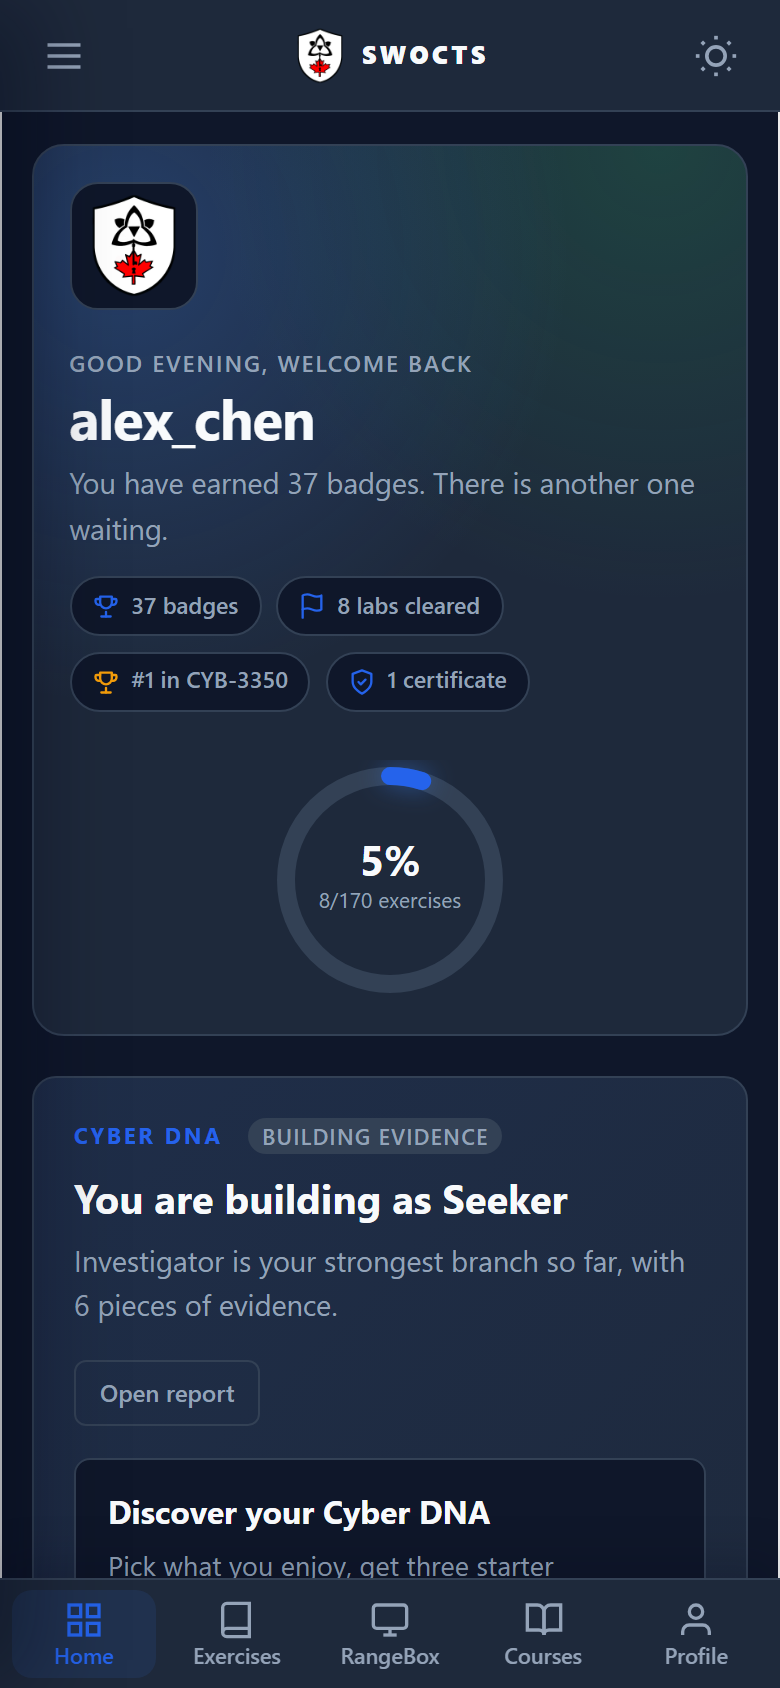 SWOCTS
GOOD EVENING, WELCOME BACK
alex_chen
You have earned 37 badges. There is another one
waiting.
37 badges
8 labs cleared
#1 in CYB-3350
1 certificate
5%
8/170 exercises
CYBER DNA
BUILDING EVIDENCE
You are building as Seeker
Investigator is your strongest branch so far, with
6 pieces of evidence.
Open report
Discover your Cyber DNA
Pick what you enjoy, get three starter
Home
Exercises
RangeBox
Courses
Profile